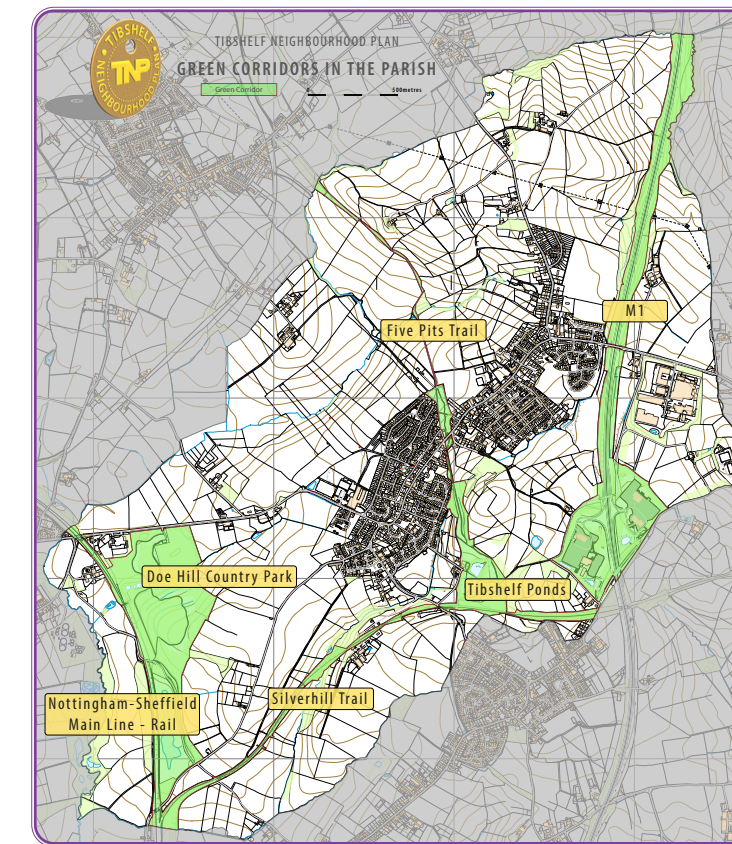 TIBSHELF
NEIGHBOURHOOD PLAN
TNP
TIBSHELF NEIGHBOURHOOD PLAN
GREEN CORRIDORS IN THE PARISH
Green Corridor
0
500metres
M1
Five Pits Trail
Doe Hill Country Park
Tibshelf Ponds
Silverhill Trail
Nottingham-Sheffield
Main Line - Rail